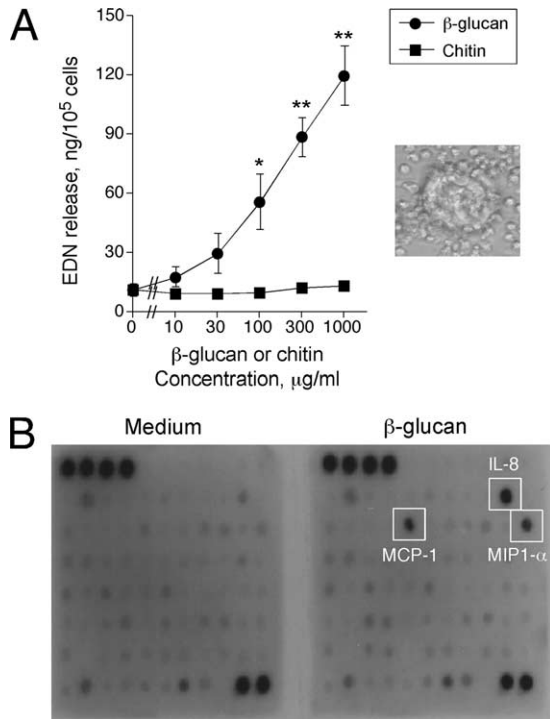 A
150
120
90
60
30
0
EDN release, ng/10⁵ cells
*
**
**
0 10 30 100 300 1000
β-glucan or chitin
Concentration, μg/ml
β-glucan
Chitin
B
Medium
β-glucan
IL-8
MCP-1
MIP1-α